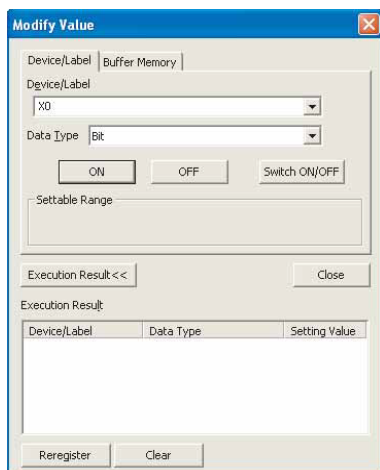 Modify Value
Device/Label Buffer Memory
Device/Label
X0
Data Type Bit
ON OFF Switch ON/OFF
Settable Range
Execution Result<< Close
Execution Result
Device/Label Data Type Setting Value
Reregister Clear